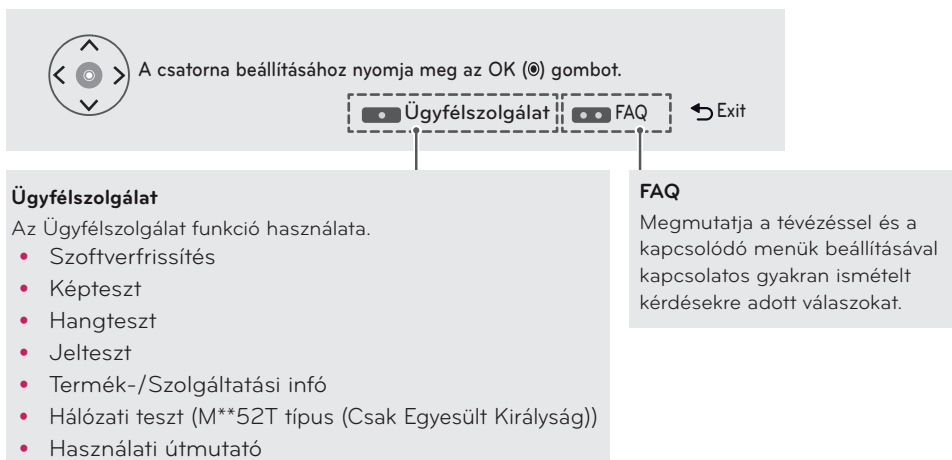 A csatorna beállításához nyomja meg az OK (◉) gombot.
Ügyfélszolgálat FAQ Exit
Ügyfélszolgálat
Az Ügyfélszolgálat funkció használata.
• Szoftverfrissítés
• Képteszt
• Hangteszt
• Jelteszt
• Termék-/Szolgáltatási infó
• Hálózati teszt (M**52T típus (Csak Egyesült Királyság))
• Használati útmutató
FAQ
Megmutatja a tévézéssel és a
kapcsolódó menük beállításával
kapcsolatos gyakran ismételt
kérdésekre adott válaszokat.